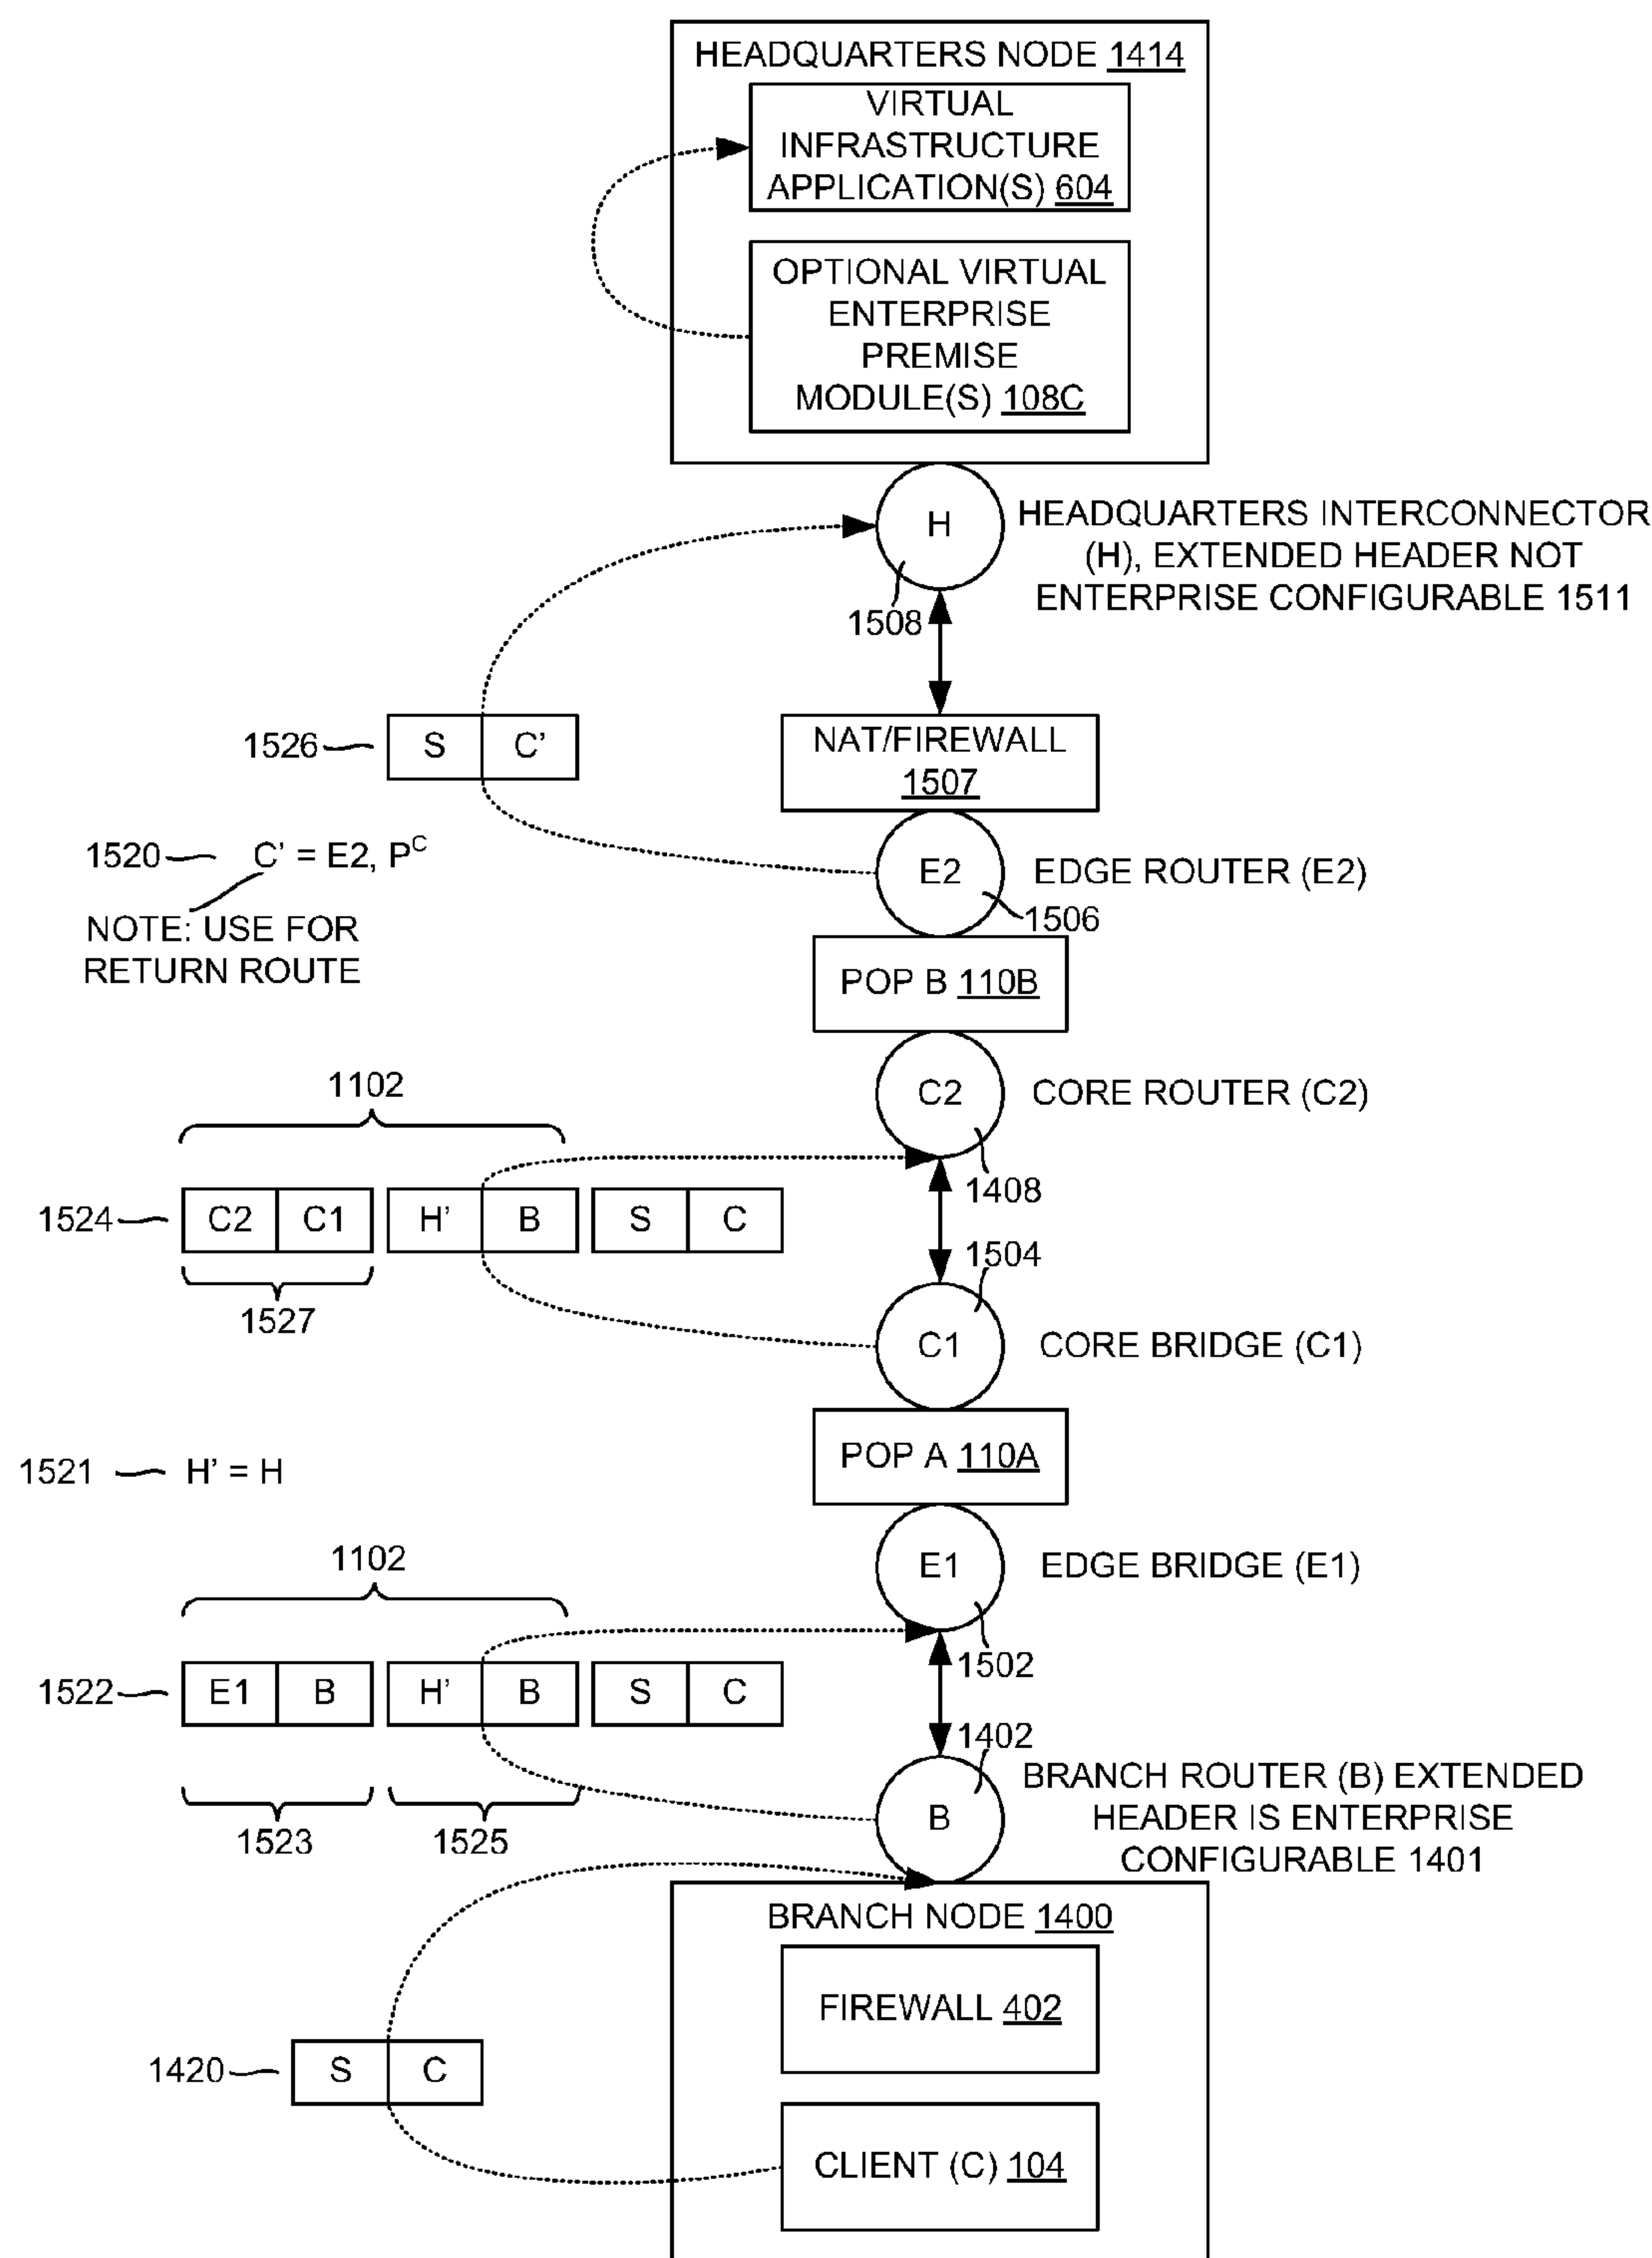 HEADQUARTERS NODE 1414
VIRTUAL
INFRASTRUCTURE
APPLICATION(S) 604
OPTIONAL VIRTUAL
ENTERPRISE
PREMISE
MODULE(S) 108C
H
HEADQUARTERS INTERCONNECTOR
(H), EXTENDED HEADER NOT
ENTERPRISE CONFIGURABLE 1511
1508
1526
S C'
NAT/FIREWALL
1507
1520 C' = E2, P^C
NOTE: USE FOR
RETURN ROUTE
E2
EDGE ROUTER (E2)
1506
POP B 110B
1102
C2
CORE ROUTER (C2)
1408
1524
C2 C1 H' B S C
1527
1504
C1
CORE BRIDGE (C1)
POP A 110A
1521 H' = H
1102
E1
EDGE BRIDGE (E1)
1502
1522
E1 B H' B S C
1523 1525
1402
B
BRANCH ROUTER (B) EXTENDED
HEADER IS ENTERPRISE
CONFIGURABLE 1401
BRANCH NODE 1400
FIREWALL 402
1420
S C
CLIENT (C) 104